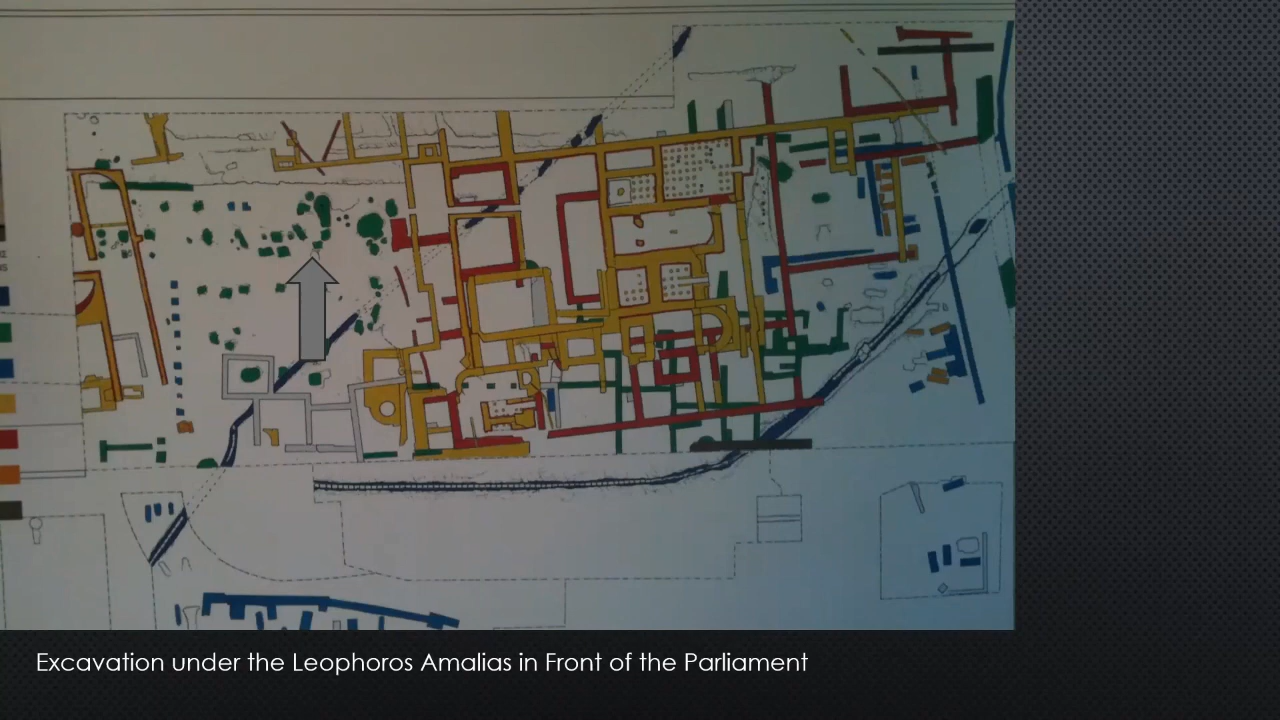 Excavation under the Leophoros Amalias in Front of the Parliament